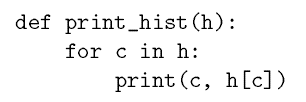 def print_hist(h):
    for c in h:
        print(c, h[c])